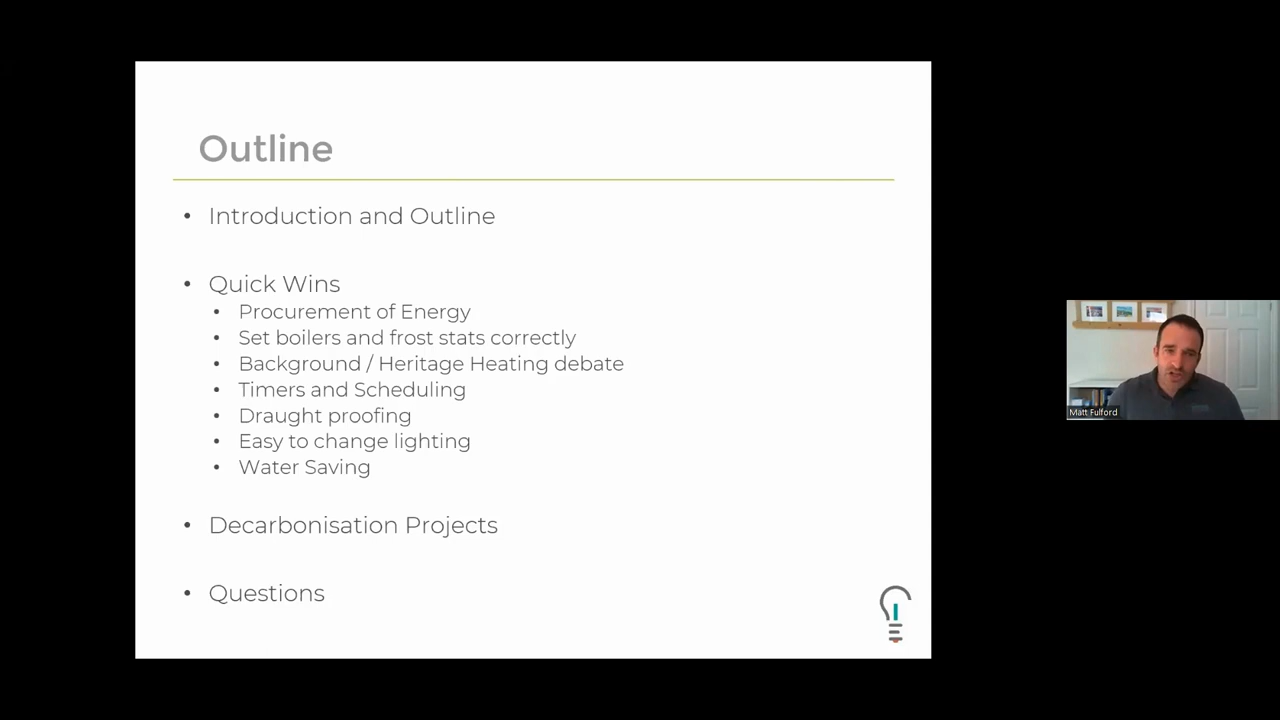 Outline
• Introduction and Outline
• Quick Wins
• Procurement of Energy
• Set boilers and frost stats correctly
• Background / Heritage Heating debate
• Timers and Scheduling
• Draught proofing
• Easy to change lighting
• Water Saving
• Decarbonisation Projects
• Questions
Matt Fulford